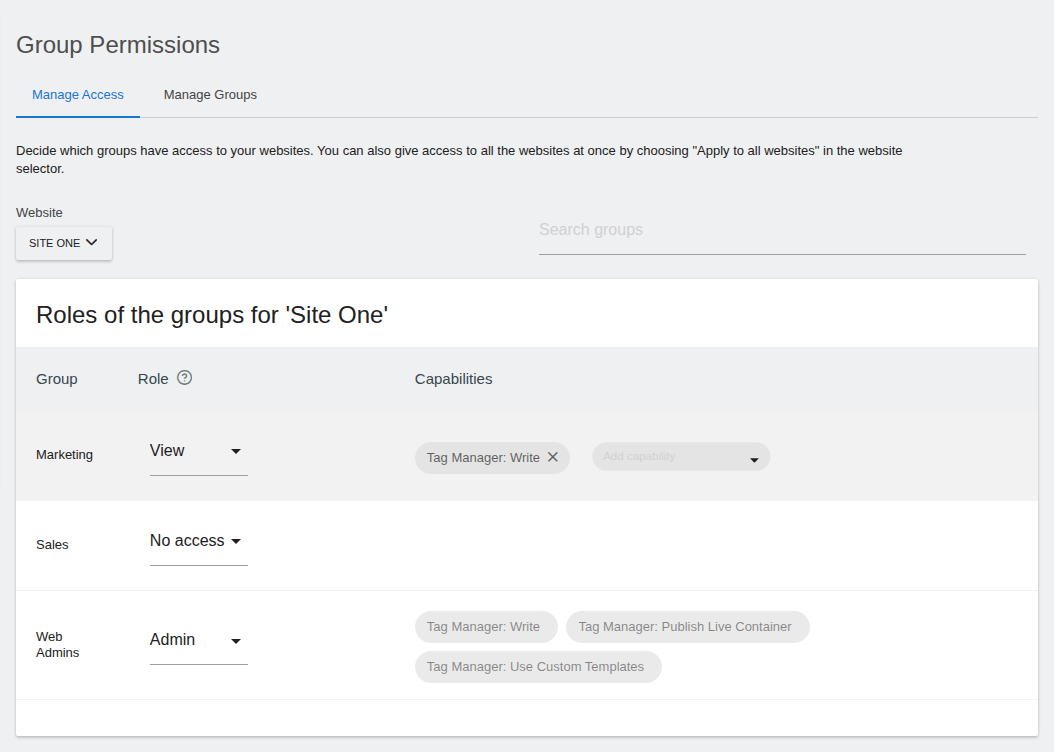 Group Permissions
Manage Access Manage Groups
Decide which groups have access to your websites. You can also give access to all the websites at once by choosing "Apply to all websites" in the website
selector.
Website
SITE ONE
Search groups
Roles of the groups for 'Site One'
Group Role ? Capabilities
Marketing View Tag Manager: Write Add capability
Sales No access
Web
Admins
Admin
Tag Manager: Write Tag Manager: Publish Live Container
Tag Manager: Use Custom Templates